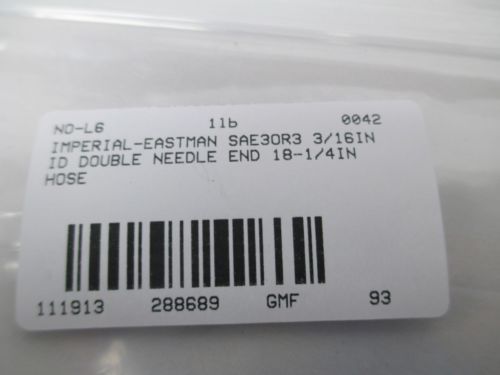 NO-L6 1lb 0042
IMPERIAL-EASTMAN SAE30R3 3/16IN
ID DOUBLE NEEDLE END 18-1/4IN
HOSE
111913 288689 GMF 93